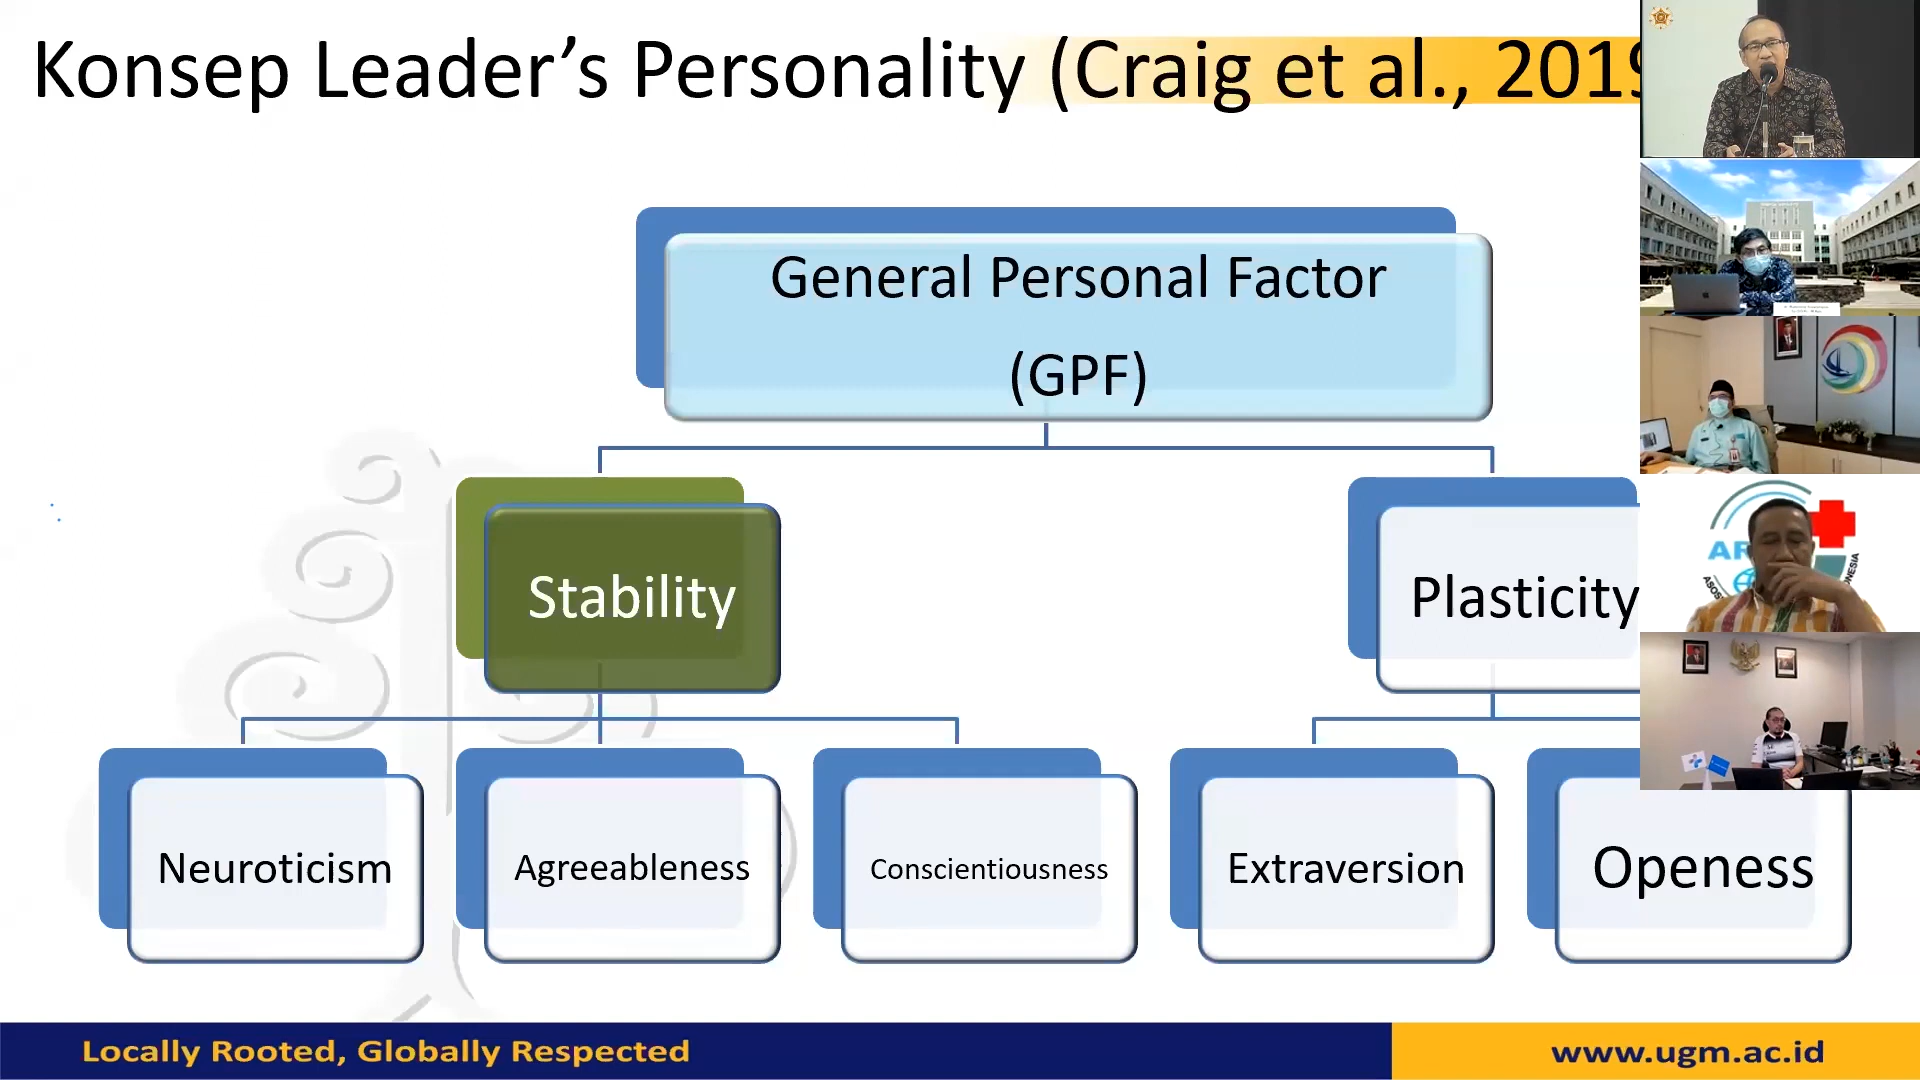 Konsep Leader's Personality (Craig et al., 2019
General Personal Factor
(GPF)
Stability
Plasticity
Neuroticism
Agreeableness
Conscientiousness
Extraversion
Openess
Locally Rooted, Globally Respected
www.ugm.ac.id